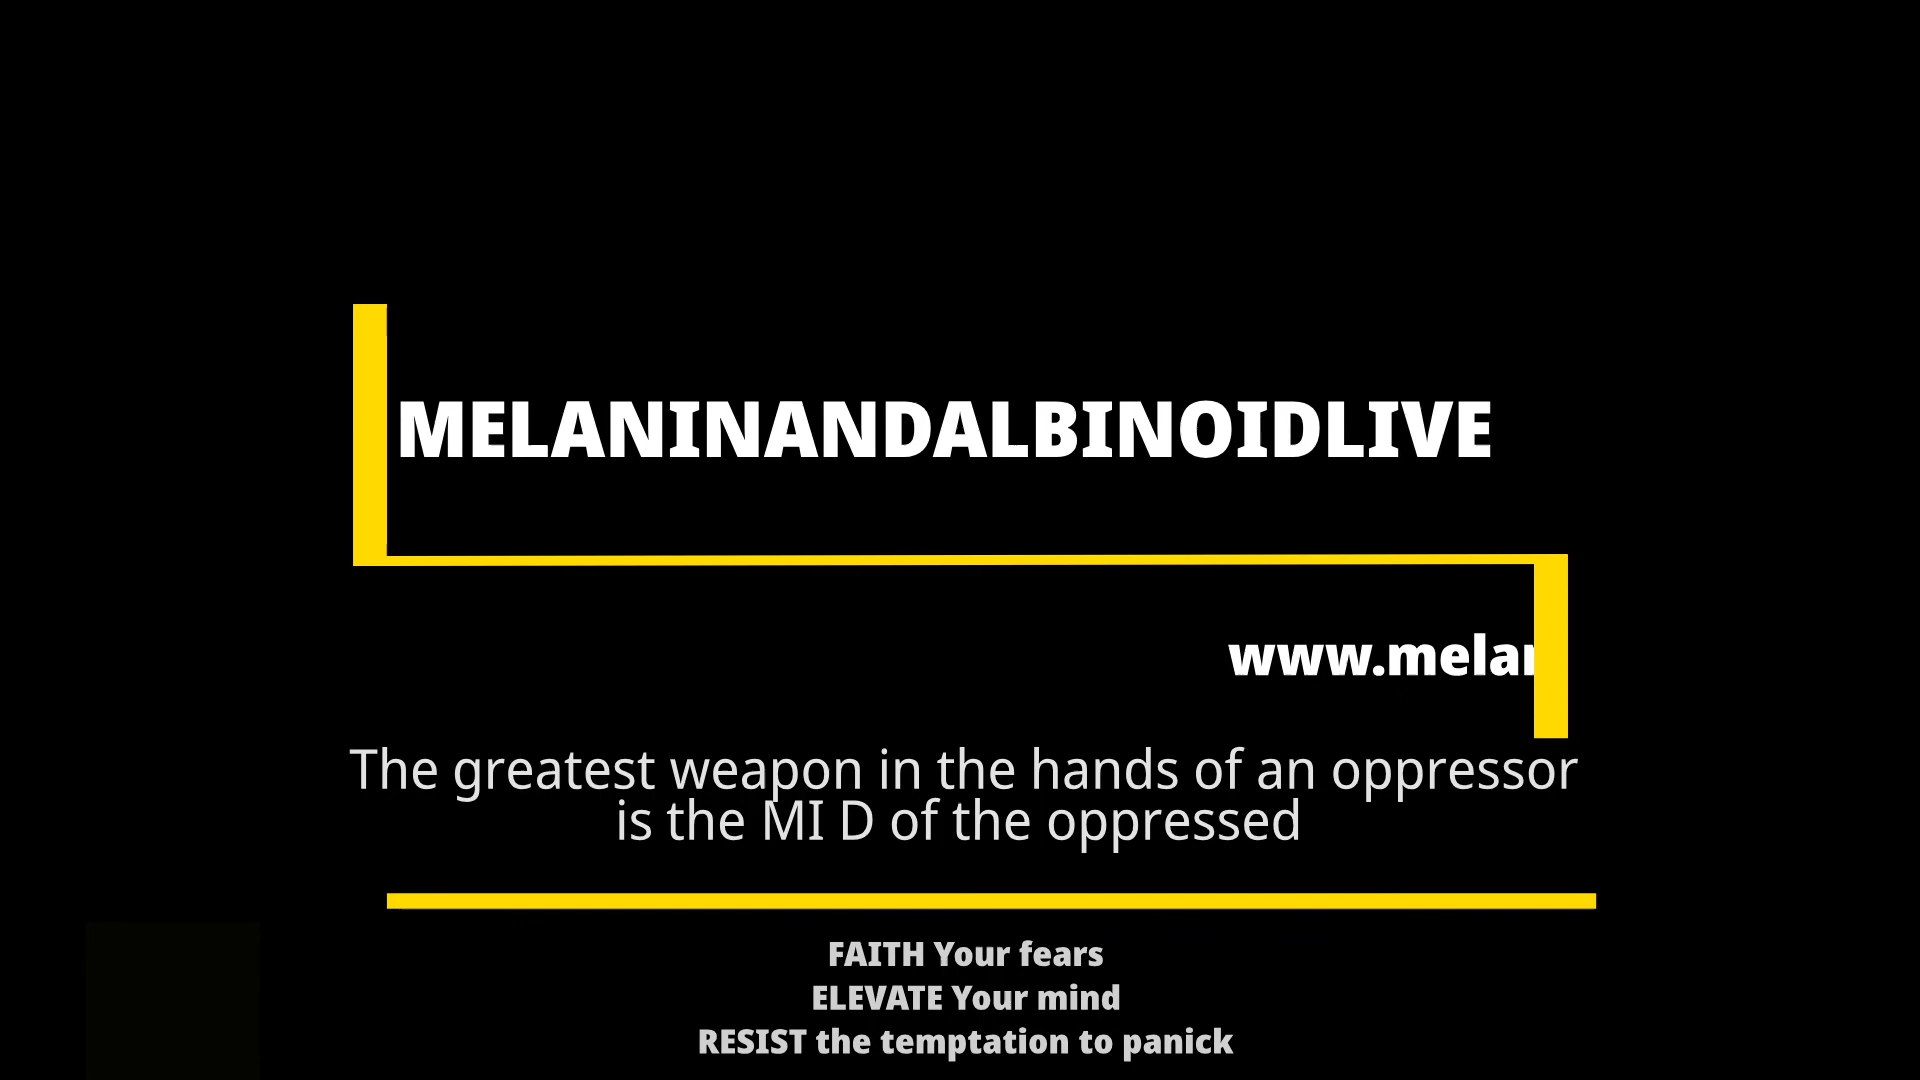 MELANINANDALBINOIDLIVE
www.melan
The greatest weapon in the hands of an oppressor
is the MI D of the oppressed
FAITH Your fears
ELEVATE Your mind
RESIST the temptation to panick